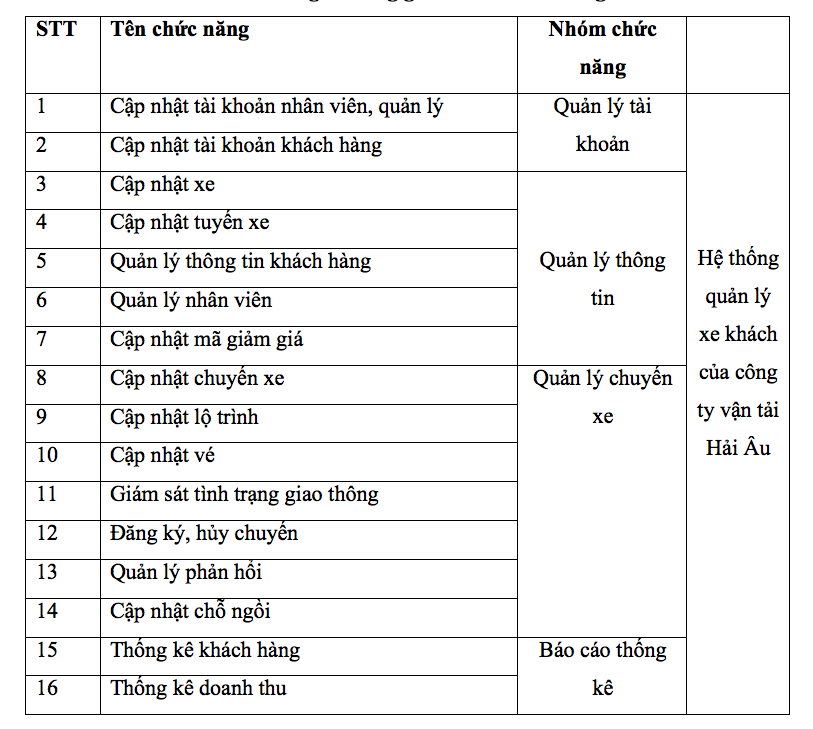 STT Tên chức năng Nhóm chức năng
1 Cập nhật tài khoản nhân viên, quản lý Quản lý tài khoản
2 Cập nhật tài khoản khách hàng
3 Cập nhật xe Quản lý thông tin
4 Cập nhật tuyến xe
5 Quản lý thông tin khách hàng
6 Quản lý nhân viên
7 Cập nhật mã giảm giá
8 Cập nhật chuyến xe Quản lý chuyến xe
9 Cập nhật lộ trình
10 Cập nhật vé
11 Giám sát tình trạng giao thông
12 Đăng ký, hủy chuyến
13 Quản lý phản hồi
14 Cập nhật chỗ ngồi
15 Thống kê khách hàng Báo cáo thống kê
16 Thống kê doanh thu
Hệ thống
quản lý
xe khách
của công
ty vận tải
Hải Âu